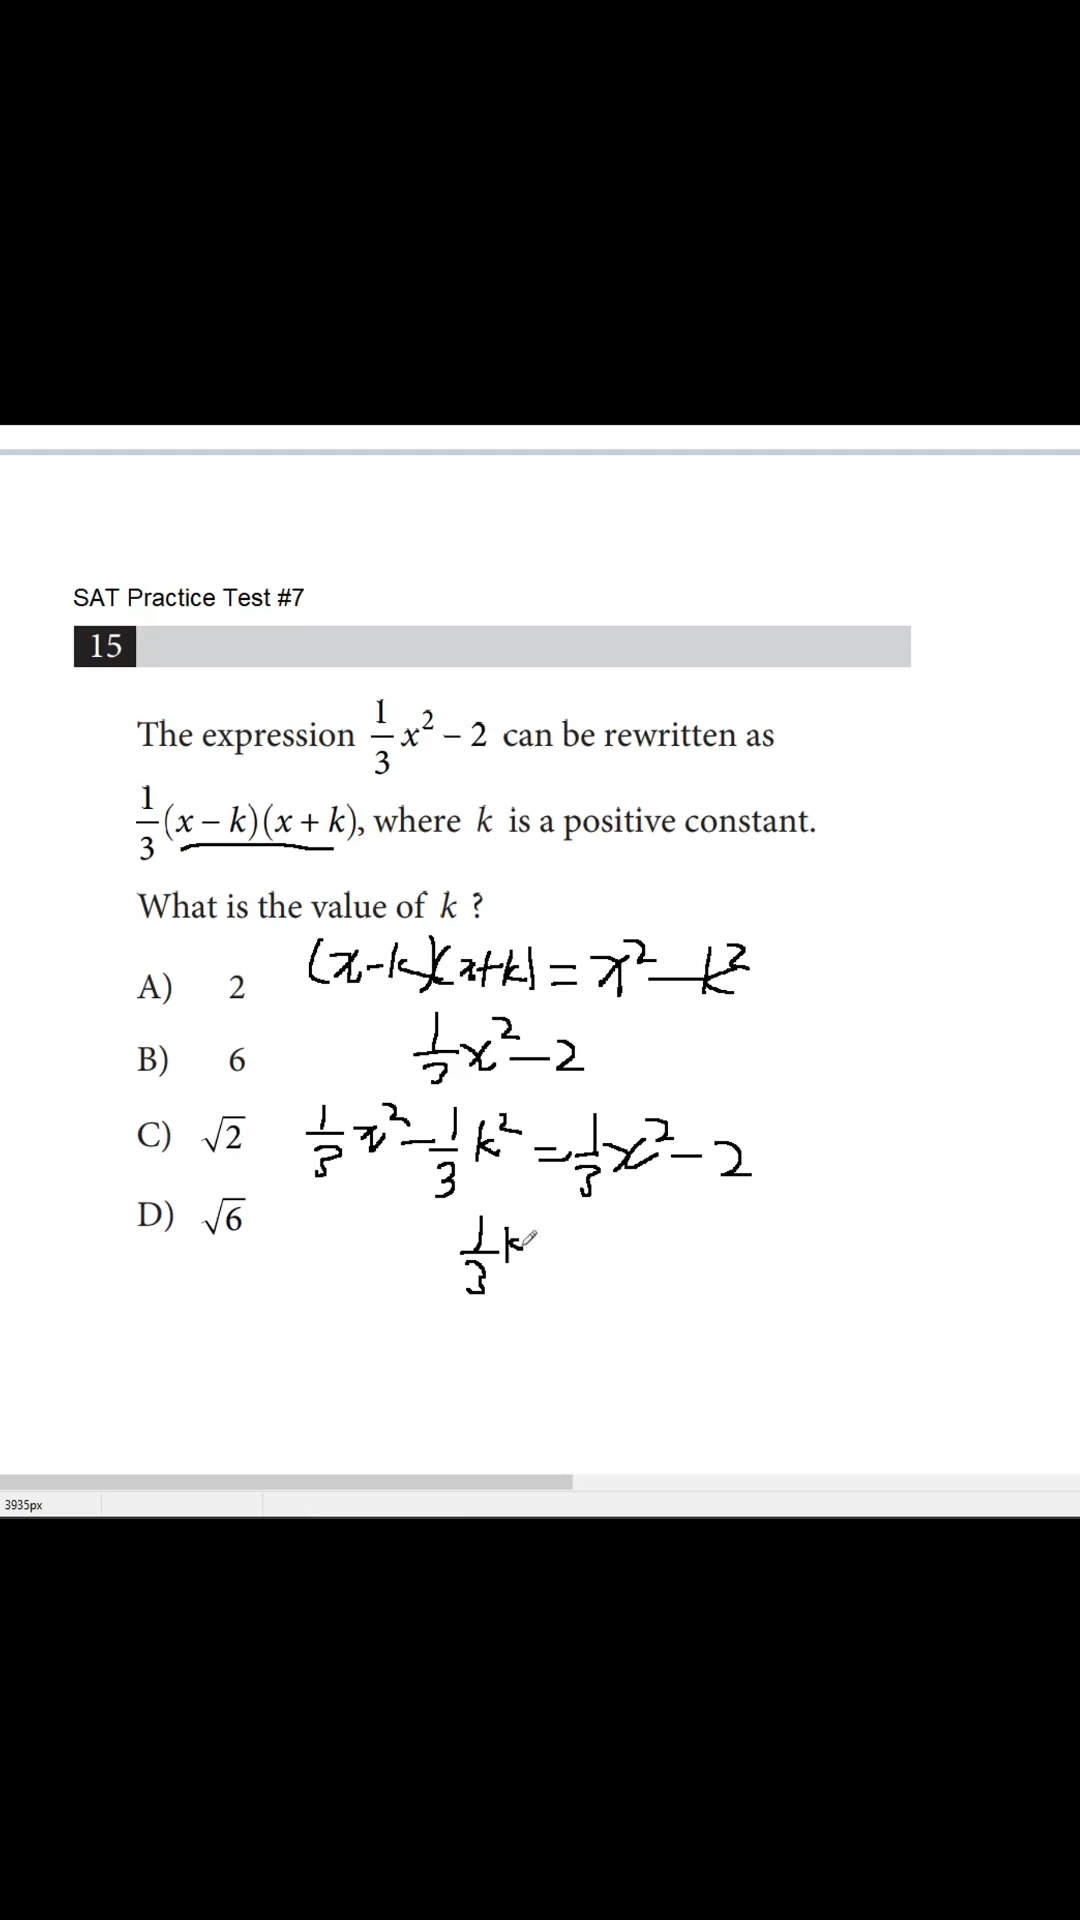 SAT Practice Test #7
15
The expression 1/3 x² – 2 can be rewritten as
1/3 (x – k)(x + k), where k is a positive constant.
What is the value of k ?
(x-k)(x+k) = x² - k²
A) 2
1/3 x² - 2
B) 6
1/3 x² - 1/3 k² = 1/3 x² - 2
C) √2
D) √6
1/3 k
3935px